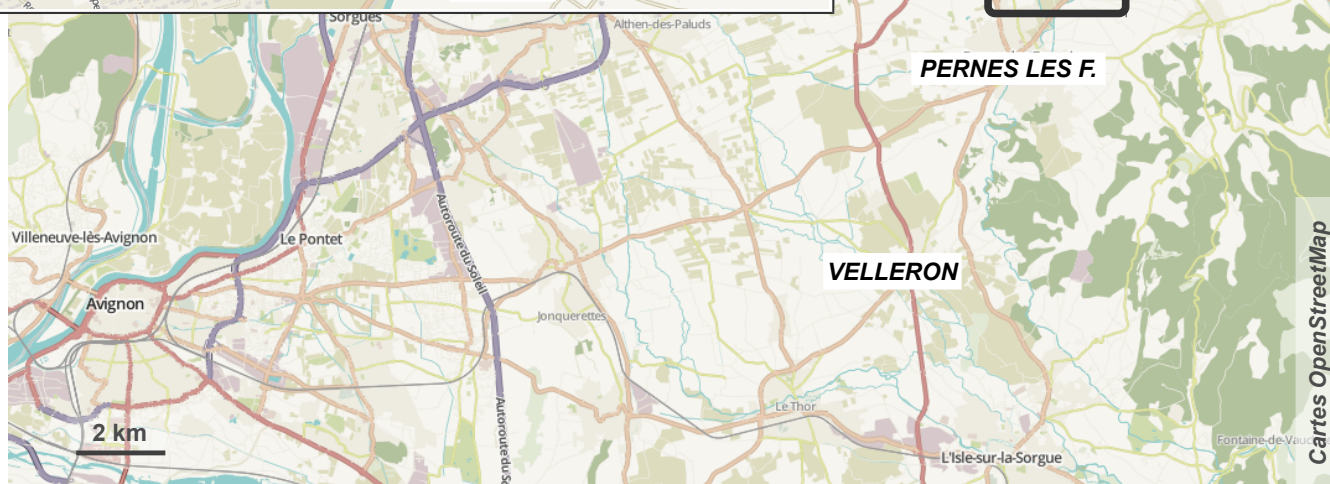 Sorgues
Althen-des-Paluds
PERNES LES F.
Villeneuve-lès-Avignon
Le Pontet
Autoroute du Soleil
VELLERON
Avignon
Jonquerettes
Le Thor
Autoroute du So
2 km
L'Isle-sur-la-Sorgue
Fontaine-de-Vauc
Cartes OpenStreetMap